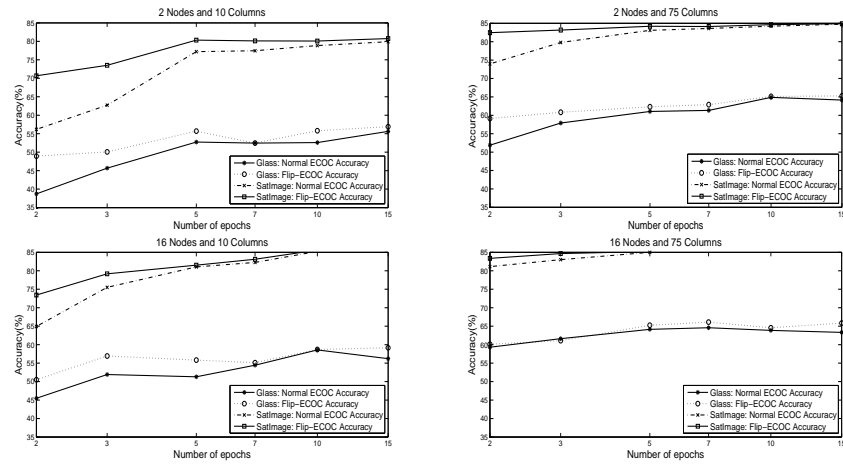 2 Nodes and 10 Columns
85
80
75
70
65
60
55
50
45
40
35
Accuracy(%)
Glass: Normal ECOC Accuracy
Glass: Flip−ECOC Accuracy
SatImage: Normal ECOC Accuracy
SatImage: Flip−ECOC Accuracy
2 3 5 7 10 15
Number of epochs
2 Nodes and 75 Columns
85
80
75
70
65
60
55
50
45
40
35
Accuracy(%)
Glass: Normal ECOC Accuracy
Glass: Flip−ECOC Accuracy
SatImage: Normal ECOC Accuracy
SatImage: Flip−ECOC Accuracy
2 3 5 7 10 15
Number of epochs
16 Nodes and 10 Columns
85
80
75
70
65
60
55
50
45
40
35
Accuracy(%)
Glass: Normal ECOC Accuracy
Glass: Flip−ECOC Accuracy
SatImage: Normal ECOC Accuracy
SatImage: Flip−ECOC Accuracy
2 3 5 7 10 15
Number of epochs
16 Nodes and 75 Columns
85
80
75
70
65
60
55
50
45
40
35
Accuracy(%)
Glass: Normal ECOC Accuracy
Glass: Flip−ECOC Accuracy
SatImage: Normal ECOC Accuracy
SatImage: Flip−ECOC Accuracy
2 3 5 7 10 15
Number of epochs